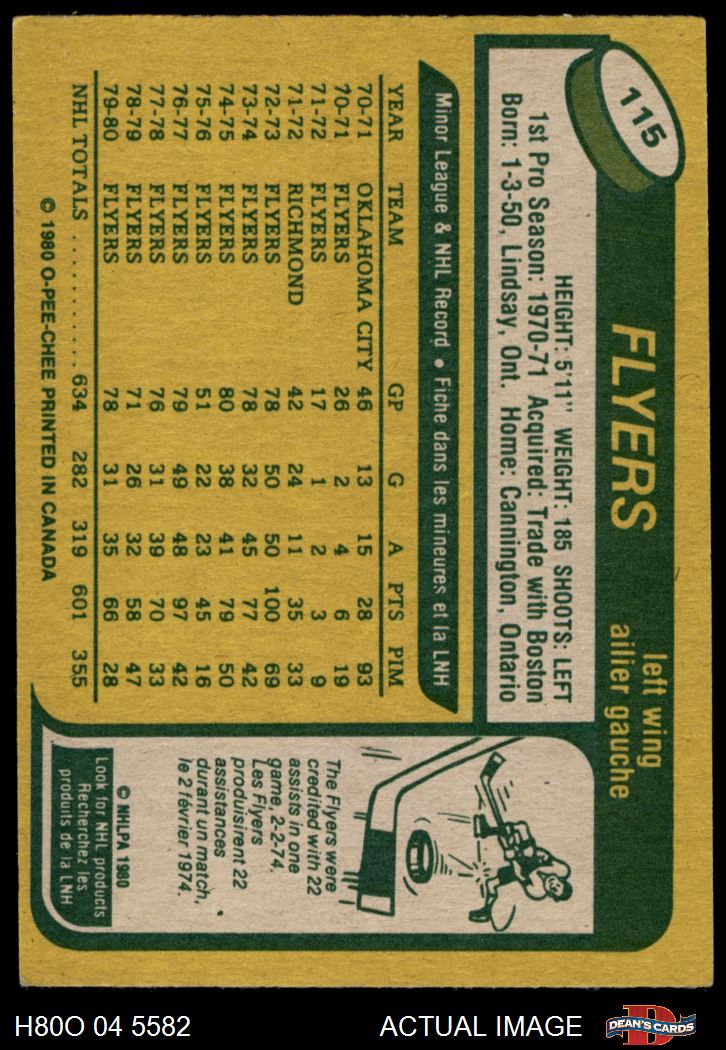 115
FLYERS
left wing
ailier gauche
HEIGHT: 5'11" WEIGHT: 185 SHOOTS: LEFT
1st Pro Season: 1970-71 Acquired: Trade with Boston
Born: 1-3-50, Lindsay, Ont. Home: Cannington, Ontario
Minor League & NHL Record • Fiche dans les mineures et la LNH
YEAR TEAM GP G A PTS PIM
70-71 OKLAHOMA CITY 46 13 15 28 93
70-71 FLYERS 26 2 4 6 19
71-72 FLYERS 17 1 2 3 9
71-72 RICHMOND 42 24 11 35 33
72-73 FLYERS 78 50 50 100 69
73-74 FLYERS 78 32 45 77 42
74-75 FLYERS 80 38 41 79 50
75-76 FLYERS 51 22 23 45 16
76-77 FLYERS 79 49 48 97 42
77-78 FLYERS 76 31 39 70 33
78-79 FLYERS 71 26 32 58 47
79-80 FLYERS 78 31 35 66 28
NHL TOTALS .......... 634 282 319 601 355
© 1980 O-PEE-CHEE PRINTED IN CANADA
The Flyers were
credited with 22
assists in one
game, 2-2-74.
Les Flyers
produisirent 22
assistances
durant un match,
le 2 février 1974.
© NHLPA 1980
Look for NHL products
Recherchez les
produits de la LNH
H80O 04 5582
ACTUAL IMAGE
D
DEAN'S CARDS